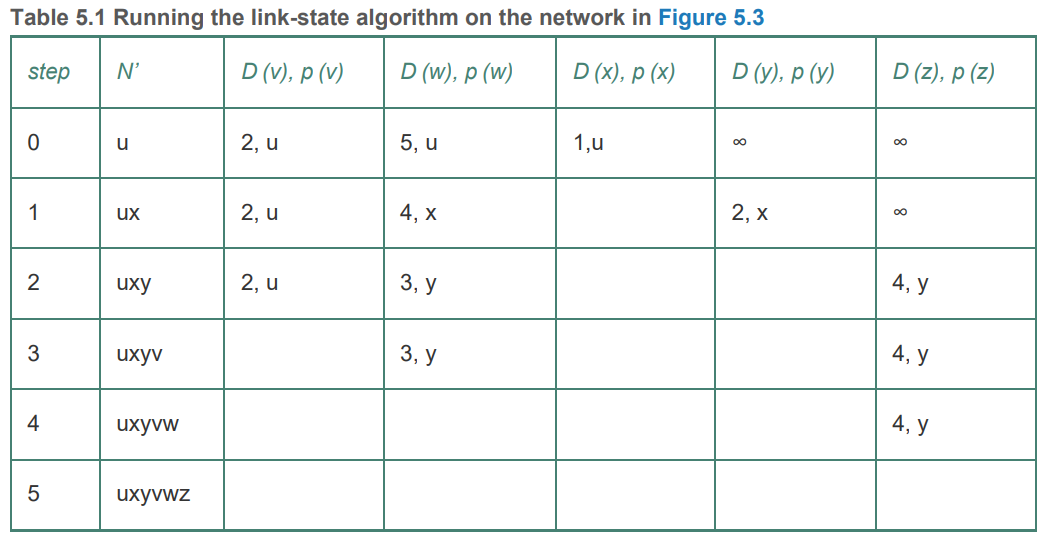 Table 5.1 Running the link-state algorithm on the network in Figure 5.3
step N’ D (v), p (v) D (w), p (w) D (x), p (x) D (y), p (y) D (z), p (z)
0 u 2, u 5, u 1,u ∞ ∞
1 ux 2, u 4, x 2, x ∞
2 uxy 2, u 3, y 4, y
3 uxyv 3, y 4, y
4 uxyvw 4, y
5 uxyvwz